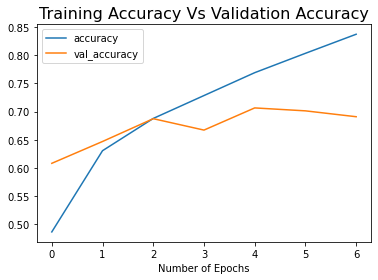 Training Accuracy Vs Validation Accuracy
accuracy
val_accuracy
0.85
0.80
0.75
0.70
0.65
0.60
0.55
0.50
0 1 2 3 4 5 6
Number of Epochs